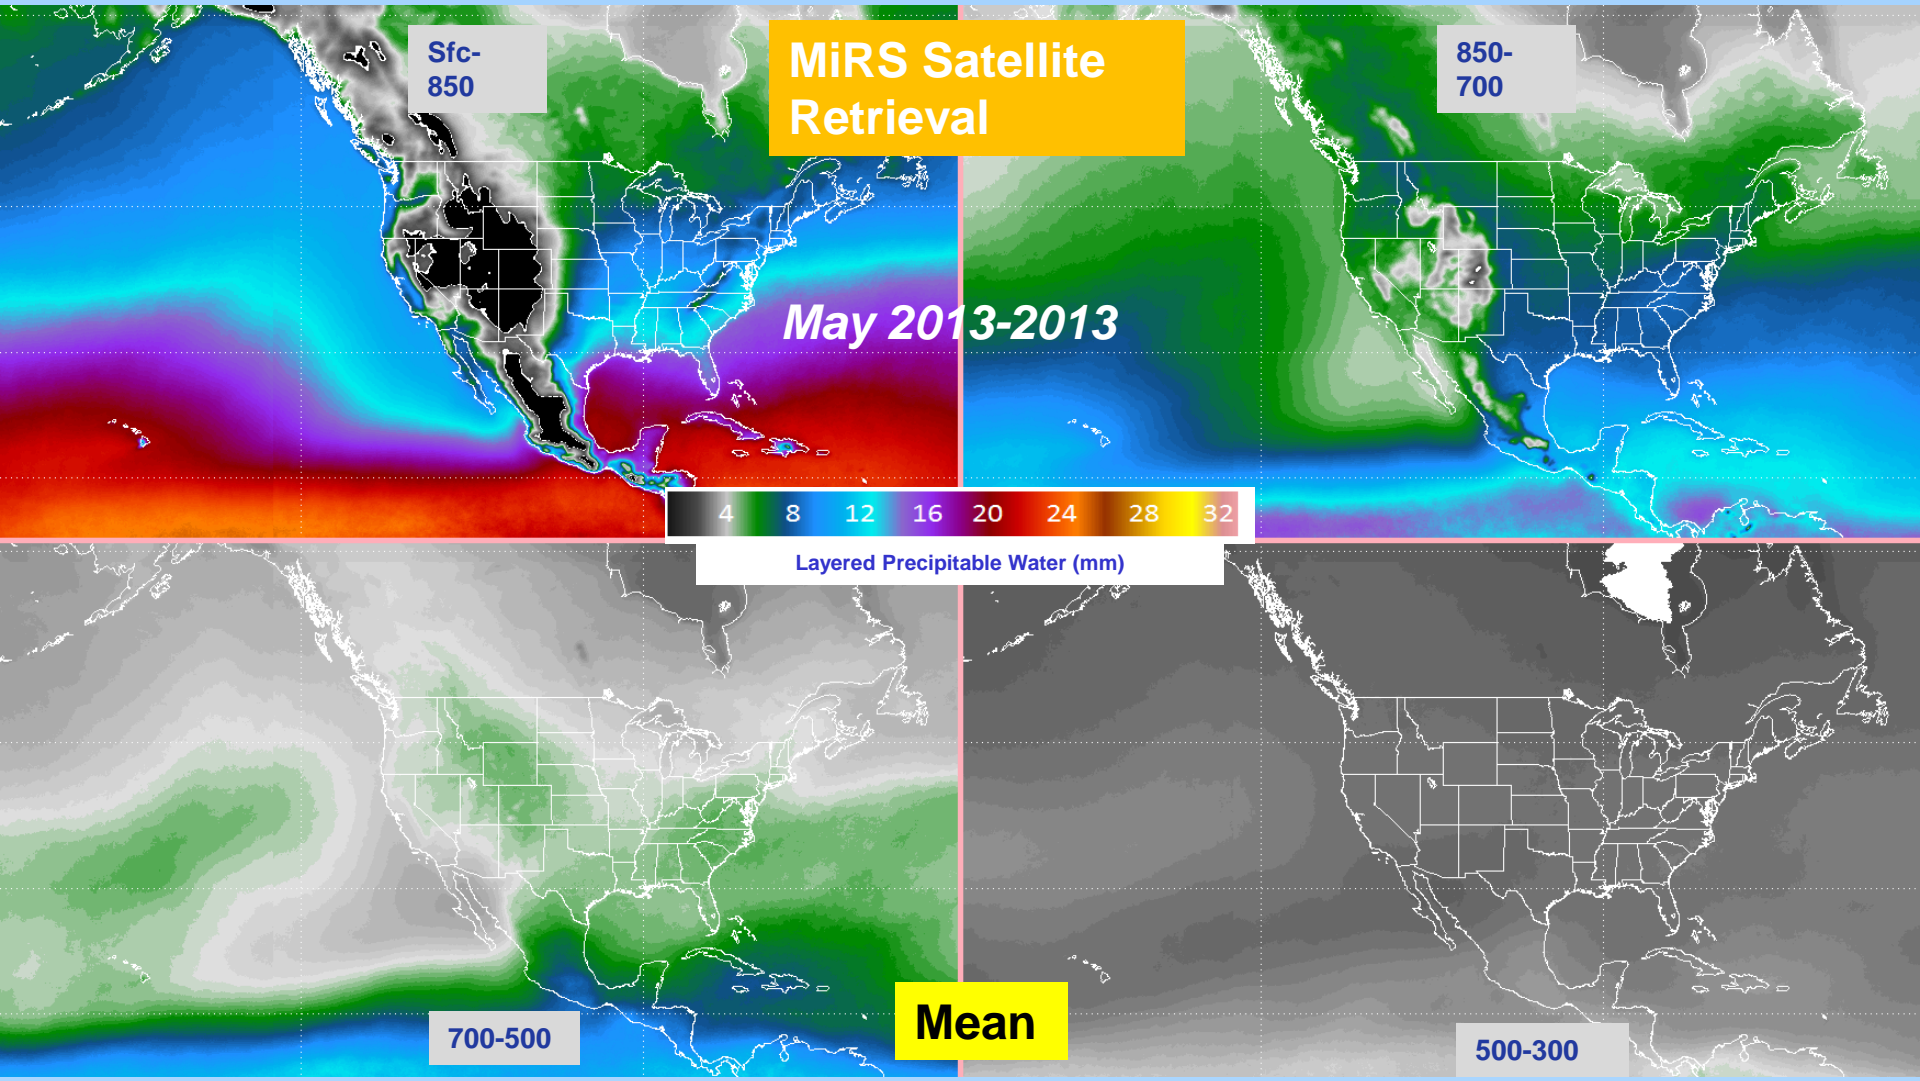 Sfc-
850
MiRS Satellite
Retrieval
850-
700
May 2013-2013
4 8 12 16 20 24 28 32
Layered Precipitable Water (mm)
700-500
Mean
500-300